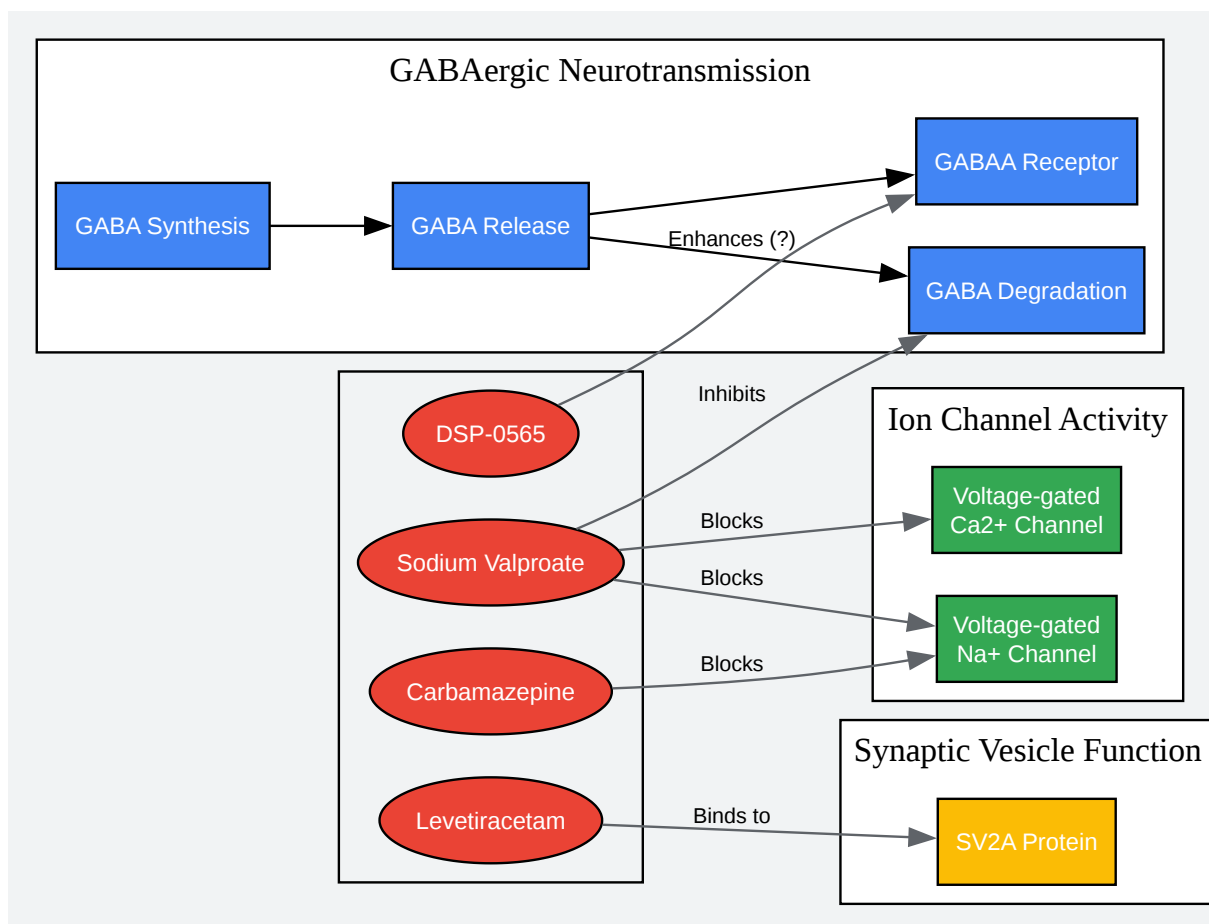 GABAergic Neurotransmission
GABAA Receptor
GABA Synthesis
GABA Release
Enhances (?)
GABA Degradation
Inhibits
DSP-0565
Ion Channel Activity
Voltage-gated
Ca2+ Channel
Blocks
Sodium Valproate
Blocks
Voltage-gated
Na+ Channel
Blocks
Carbamazepine
Synaptic Vesicle Function
Levetiracetam
Binds to
SV2A Protein